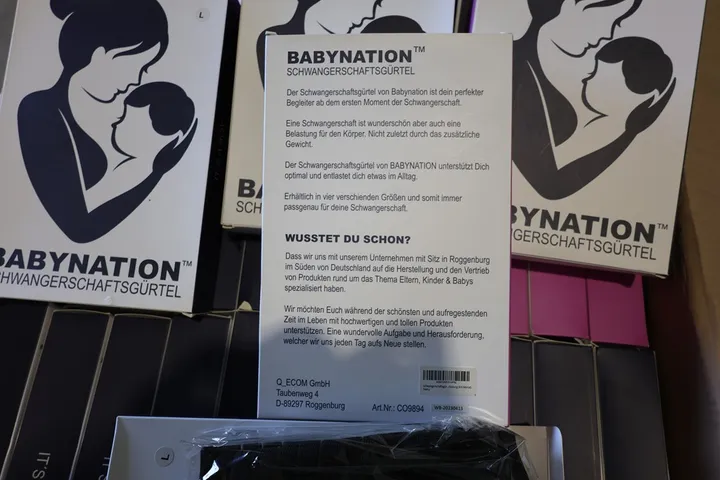 L
BABYNATION™
SCHWANGERSCHAFTSGÜRTEL
Der Schwangerschaftsgürtel von Babynation ist dein perfekter
Begleiter ab dem ersten Moment der Schwangerschaft.
Eine Schwangerschaft ist wunderschön aber auch eine
Belastung für den Körper. Nicht zuletzt durch das zusätzliche
Gewicht.
Der Schwangerschaftsgürtel von BABYNATION unterstützt Dich
optimal und entlastet dich etwas im Alltag.
Erhältlich in vier verschienden Größen und somit immer
passgenau für deine Schwangerschaft.
WUSSTET DU SCHON?
Dass wir uns mit unserem Unternehmen mit Sitz in Roggenburg
im Süden von Deutschland auf die Herstellung und den Vertrieb
von Produkten rund um das Thema Eltern, Kinder & Babys
spezialisiert haben.
Wir möchten Euch während der schönsten und aufregendsten
Zeit im Leben mit hochwertigen und tollen Produkten
unterstützen. Eine wundervolle Aufgabe und Herausforderung,
welcher wir uns jeden Tag aufs Neue stellen.
Q_ECOM GmbH
Taubenweg 4
D-89297 Roggenburg
Art.Nr.: CO9894
BABYNATION™
CHWANGERSCHAFTSGÜRTEL
BA
SCH
BYNATION™
GERSCHAFTSGÜRTEL
IT'S
IT'S
L